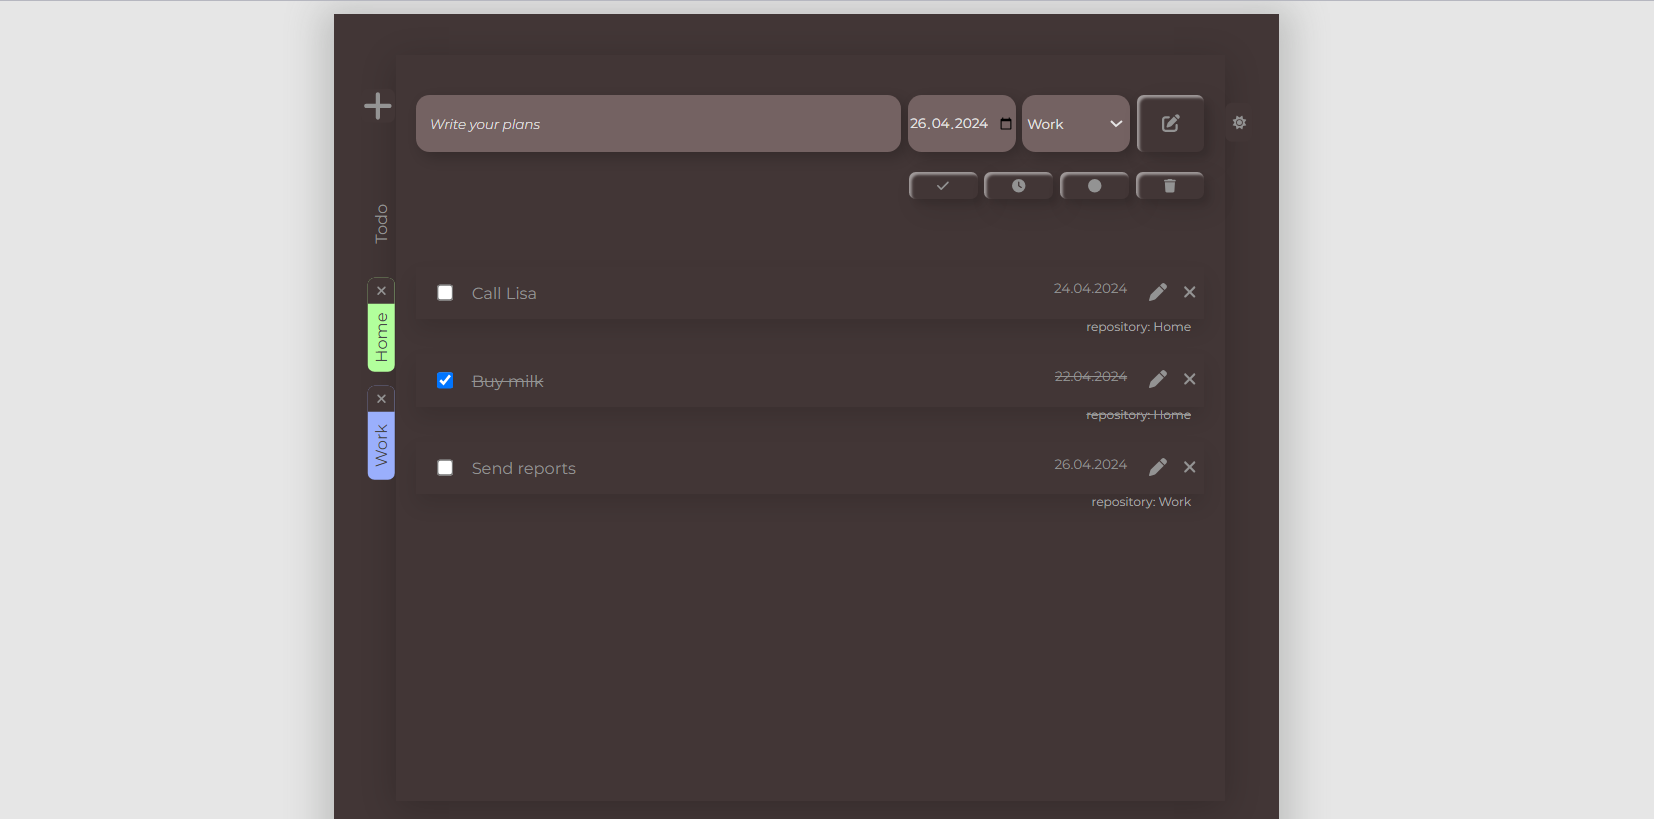 Write your plans
26.04.2024
Work
Todo
Home
Work
Call Lisa
24.04.2024
repository: Home
Buy milk
22.04.2024
repository: Home
Send reports
26.04.2024
repository: Work